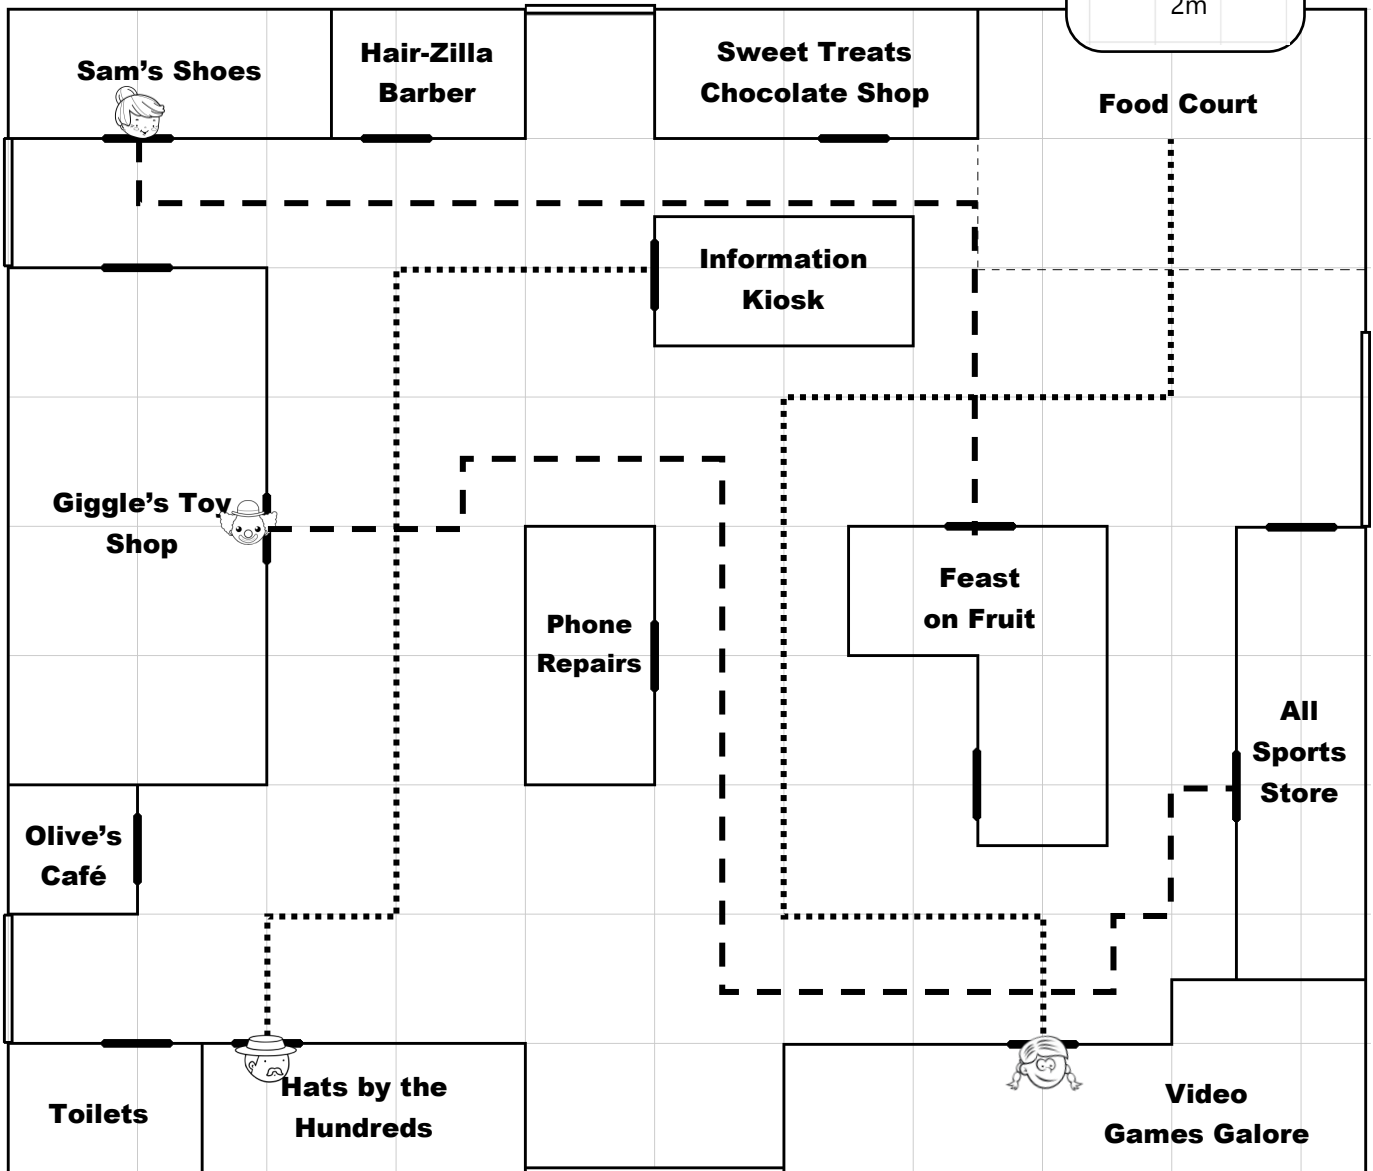 2m
Sam's Shoes
Hair-Zilla
Barber
Sweet Treats
Chocolate Shop
Food Court
Information
Kiosk
Giggle's Toy
Shop
Feast
on Fruit
Phone
Repairs
All
Sports
Store
Olive's
Café
Toilets
Hats by the
Hundreds
Video
Games Galore